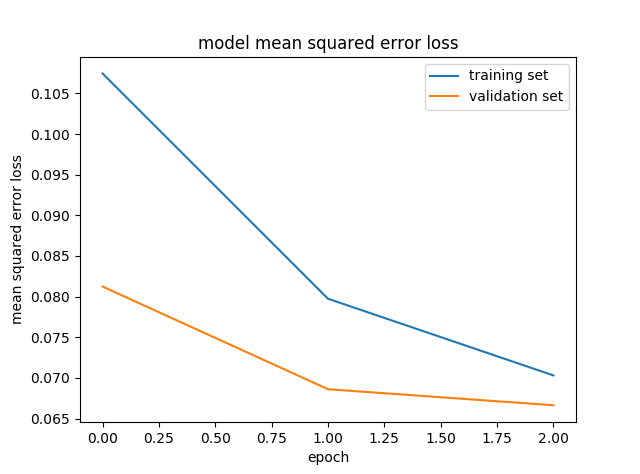 model mean squared error loss
training set
validation set
mean squared error loss
0.105
0.100
0.095
0.090
0.085
0.080
0.075
0.070
0.065
0.00 0.25 0.50 0.75 1.00 1.25 1.50 1.75 2.00
epoch